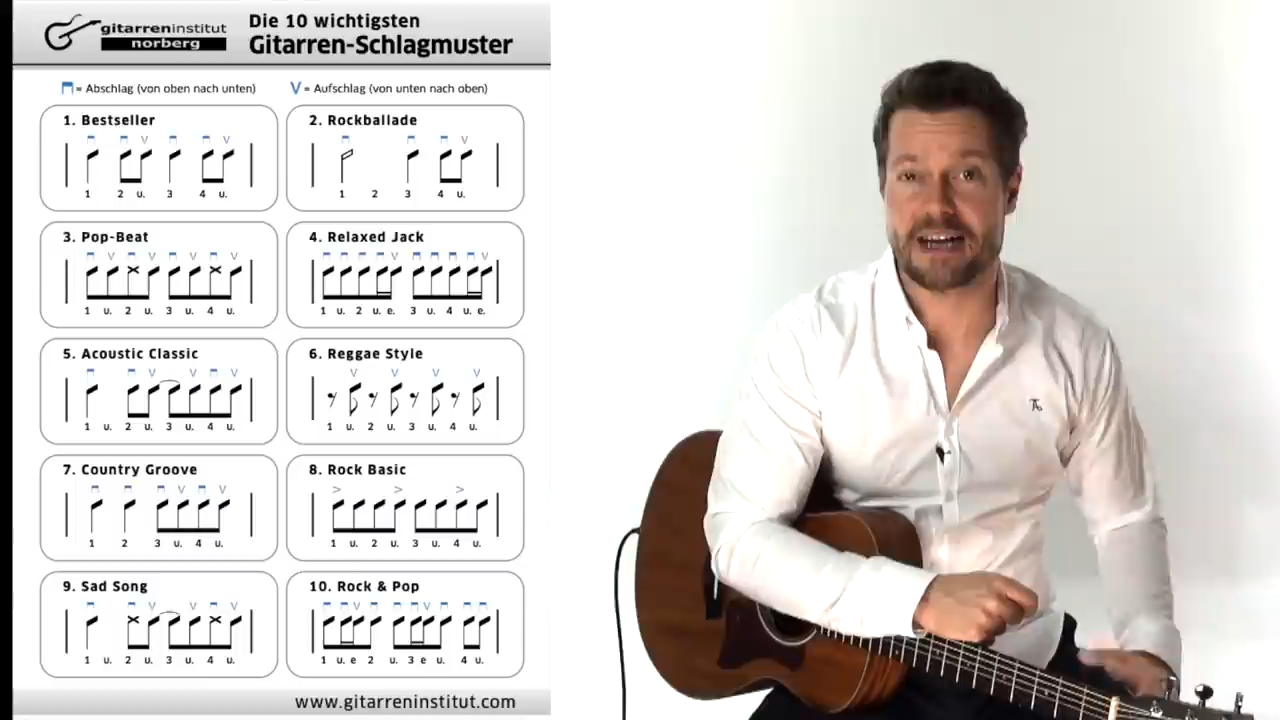 gitarreninstitut
norberg
Die 10 wichtigsten
Gitarren-Schlagmuster
= Abschlag (von oben nach unten)
V = Aufschlag (von unten nach oben)
1. Bestseller
1 2 u. 3 4 u.
2. Rockballade
1 2 3 4 u.
3. Pop-Beat
1 u. 2 u. 3 u. 4 u.
4. Relaxed Jack
1 u. 2 u. e. 3 u. 4 u. e.
5. Acoustic Classic
1 u. 2 u. 3 u. 4 u.
6. Reggae Style
1 u. 2 u. 3 u. 4 u.
7. Country Groove
1 2 3 u. 4 u.
8. Rock Basic
1 u. 2 u. 3 u. 4 u.
9. Sad Song
1 u. 2 u. 3 u. 4 u.
10. Rock & Pop
1 u. e 2 u. 3 e u. 4 u.
www.gitarreninstitut.com